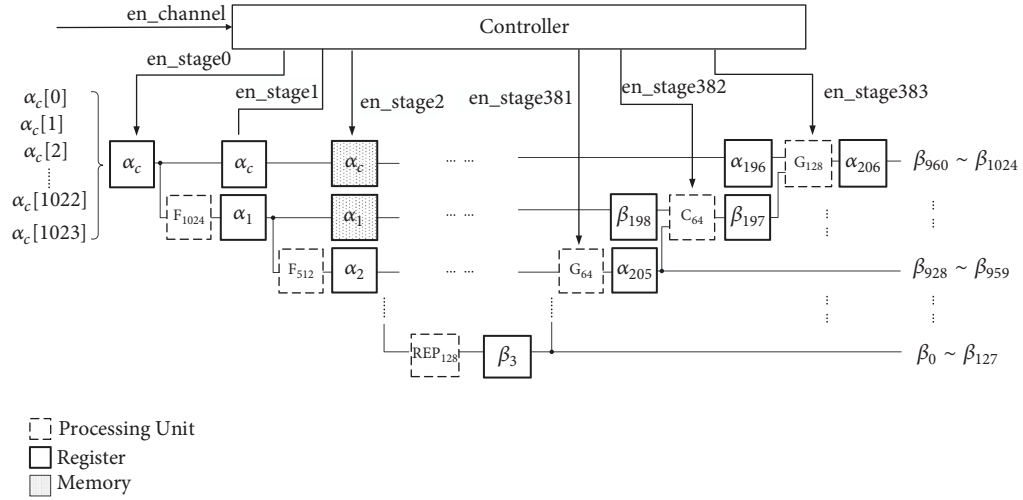 en_channel
Controller
en_stage0
en_stage1
en_stage2
en_stage381
en_stage382
en_stage383
α_c[0]
α_c[1]
α_c[2]
α_c[1022]
α_c[1023]
α_c
α_c
α_c
... ...
α_196
G_128
α_206
β_960 ~ β_1024
F_1024
α_1
α_1
... ...
β_198
C_64
β_197
F_512
α_2
... ...
G_64
α_205
β_928 ~ β_959
REP_128
β_3
β_0 ~ β_127
Processing Unit
Register
Memory